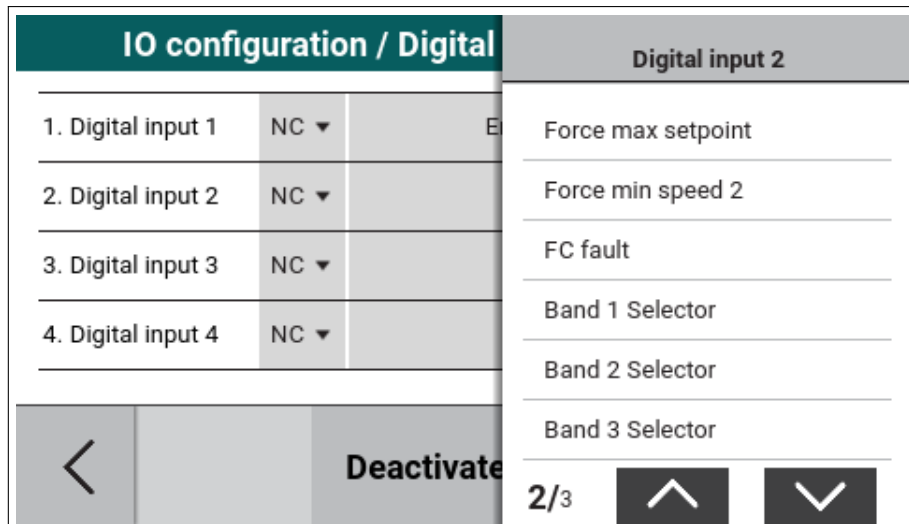 IO configuration / Digital
1. Digital input 1 NC
2. Digital input 2 NC
3. Digital input 3 NC
4. Digital input 4 NC
Deactivate
Digital input 2
Force max setpoint
Force min speed 2
FC fault
Band 1 Selector
Band 2 Selector
Band 3 Selector
2/3